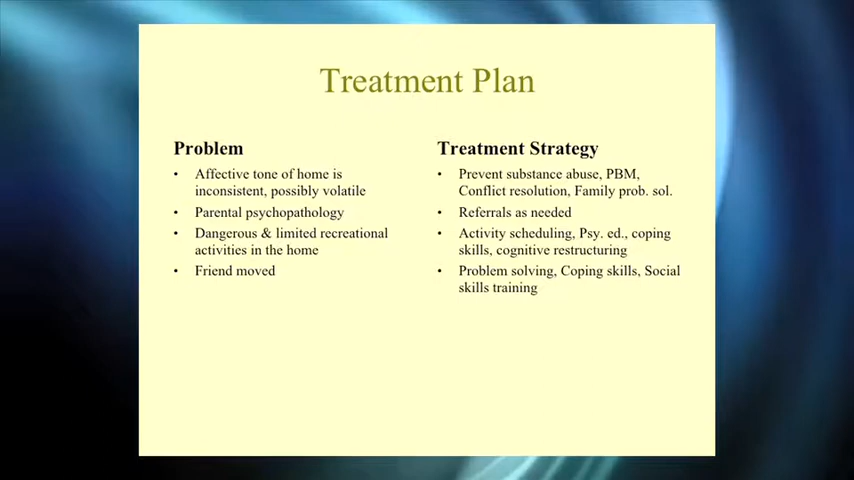 Treatment Plan
Problem
• Affective tone of home is
inconsistent, possibly volatile
• Parental psychopathology
• Dangerous & limited recreational
activities in the home
• Friend moved
Treatment Strategy
• Prevent substance abuse, PBM,
Conflict resolution, Family prob. sol.
• Referrals as needed
• Activity scheduling, Psy. ed., coping
skills, cognitive restructuring
• Problem solving, Coping skills, Social
skills training